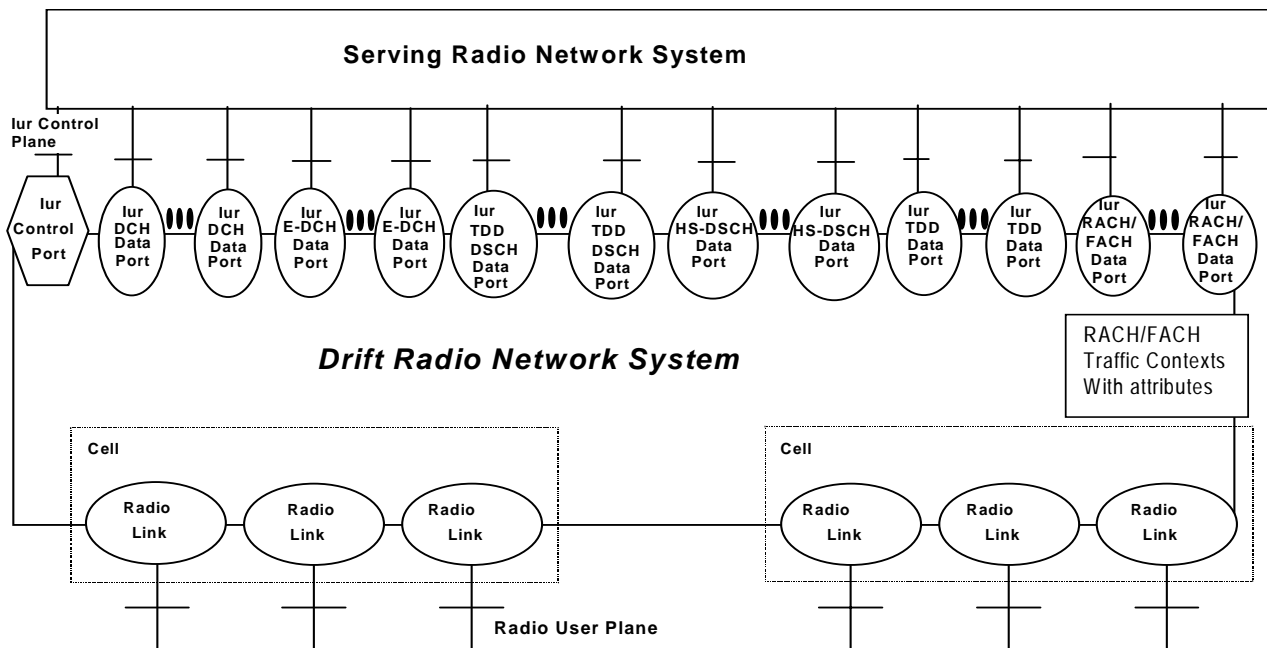 Serving Radio Network System
Iur Control
Plane
Iur
Control
Port
Iur
DCH
Data
Port
Iur
DCH
Data
Port
Iur
E-DCH
Data
Port
Iur
E-DCH
Data
Port
Iur
TDD
DSCH
Data
Port
Iur
TDD
DSCH
Data
Port
Iur
HS-DSCH
Data
Port
Iur
HS-DSCH
Data
Port
Iur
TDD
Data
Port
Iur
TDD
Data
Port
Iur
RACH/
FACH
Data
Port
Iur
RACH/
FACH
Data
Port
RACH/FACH
Traffic Contexts
With attributes
Drift Radio Network System
Cell
Radio
Link
Radio
Link
Radio
Link
Cell
Radio
Link
Radio
Link
Radio
Link
Radio User Plane